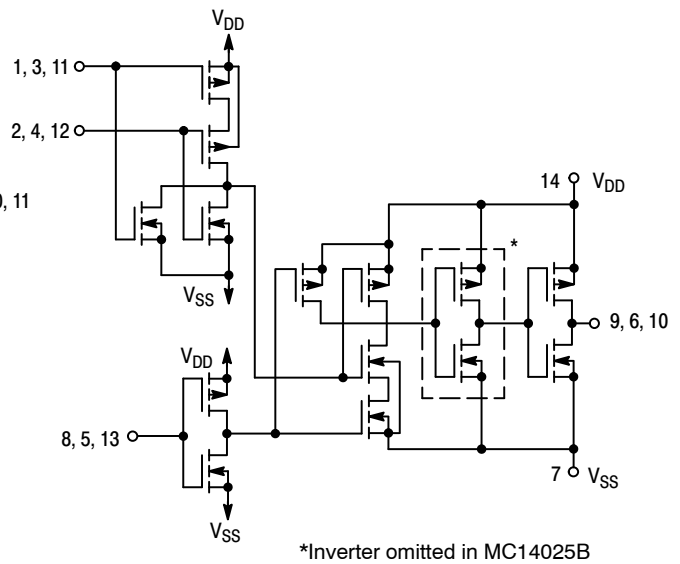 VDD
1, 3, 11
2, 4, 12
14 VDD
, 11
*
VSS
9, 6, 10
VDD
8, 5, 13
7 VSS
VSS
*Inverter omitted in MC14025B